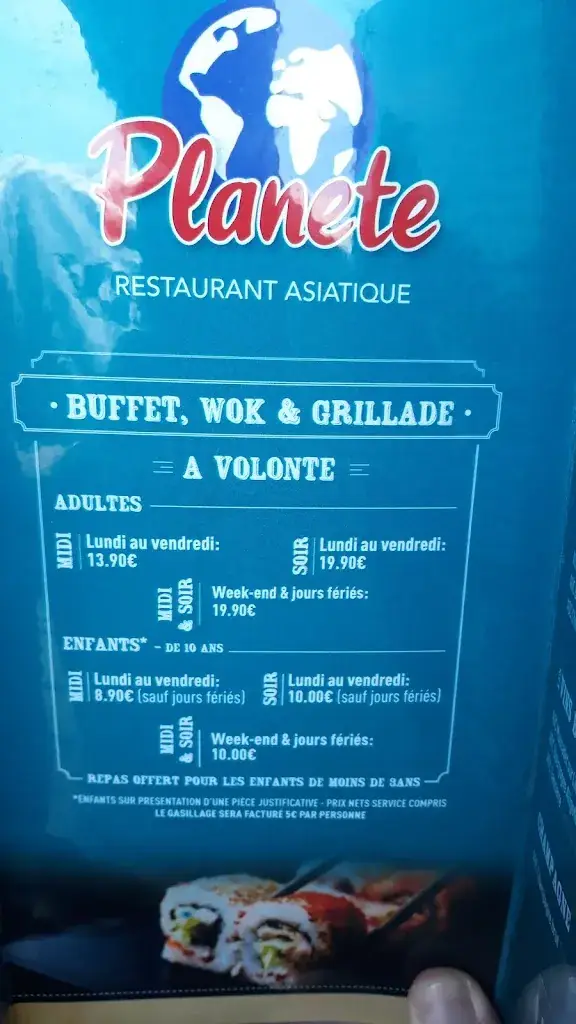 Planete
RESTAURANT ASIATIQUE
· BUFFET, WOK & GRILLADE ·
A VOLONTE
ADULTES
MIDI
Lundi au vendredi:
13.90€
SOIR
Lundi au vendredi:
19.90€
MIDI
& SOIR
Week-end & jours fériés:
19.90€
ENFANTS* - DE 10 ANS
MIDI
Lundi au vendredi:
8.90€ (sauf jours fériés)
SOIR
Lundi au vendredi:
10.00€ (sauf jours fériés)
MIDI
& SOIR
Week-end & jours fériés:
10.00€
REPAS OFFERT POUR LES ENFANTS DE MOINS DE 3ANS
*ENFANTS SUR PRESENTATION D'UNE PIÈCE JUSTIFICATIVE - PRIX NETS SERVICE COMPRIS
LE GASILLAGE SERA FACTURE 5€ PAR PERSONNE
CHAMPAGNE